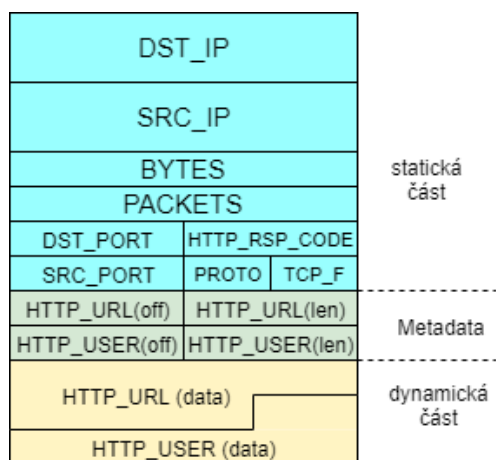 DST_IP
SRC_IP
BYTES
PACKETS
DST_PORT HTTP_RSP_CODE
SRC_PORT PROTO TCP_F
HTTP_URL(off) HTTP_URL(len)
HTTP_USER(off) HTTP_USER(len)
HTTP_URL (data)
HTTP_USER (data)
statická
část
Metadata
dynamická
část